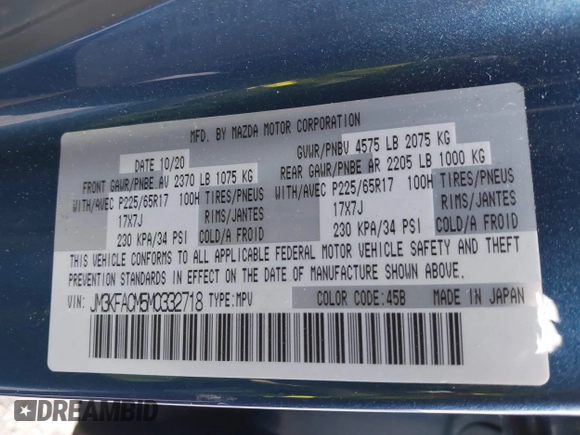 MFD. BY MAZDA MOTOR CORPORATION
DATE 10/20 GVWR/PNBV 4575 LB 2075 KG
FRONT GAWR/PNBE AV 2370 LB 1075 KG REAR GAWR/PNBE AR 2205 LB 1000 KG
WITH/AVEC P225/65R17 100H TIRES/PNEUS WITH/AVEC P225/65R17 100H TIRES/PNEUS
17X7J RIMS/JANTES 17X7J RIMS/JANTES
230 KPA/34 PSI COLD/A FROID 230 KPA/34 PSI COLD/A FROID
THIS VEHICLE CONFORMS TO ALL APPLICABLE FEDERAL MOTOR VEHICLE SAFETY AND THEFT
PREVENTION STANDARDS IN EFFECT ON THE DATE OF MANUFACTURE SHOWN ABOVE.
VIN: JM3KFACM5M0332718 TYPE:MPV COLOR CODE:45B MADE IN JAPAN
DREAMBID